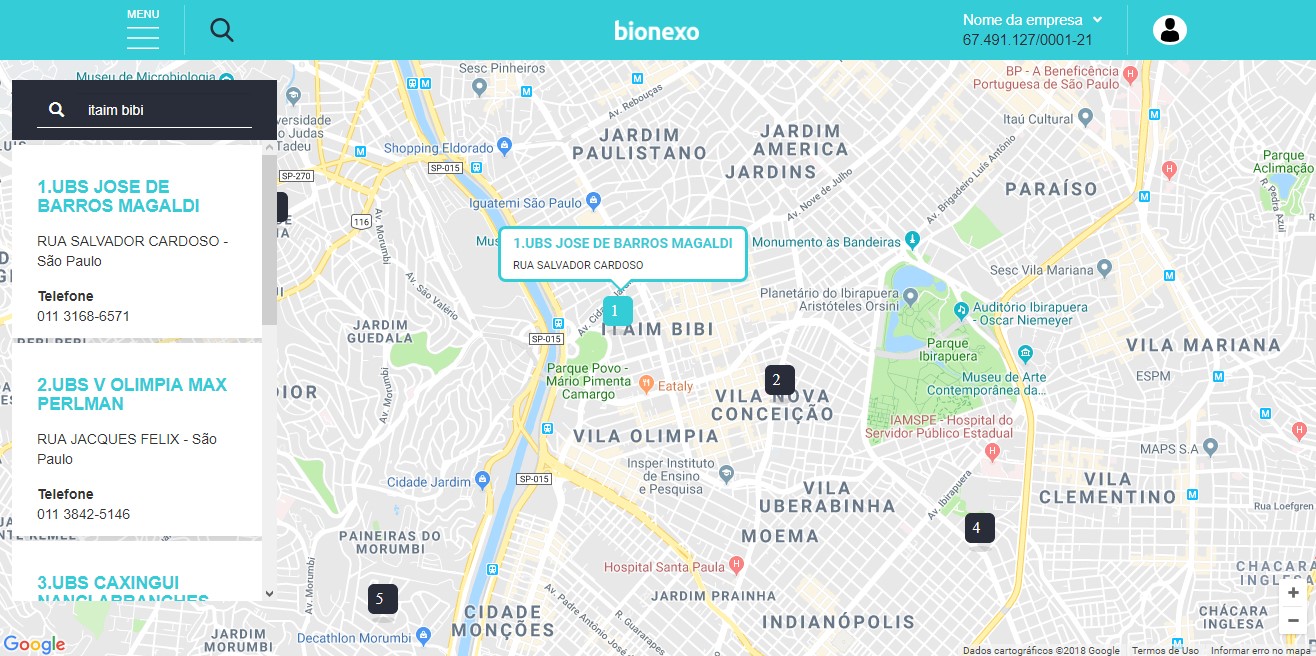 MENU
bionexo
Nome da empresa
67.491.127/0001-21
itaim bibi
1.UBS JOSE DE
BARROS MAGALDI
RUA SALVADOR CARDOSO -
São Paulo
Telefone
011 3168-6571
2.UBS V OLIMPIA MAX
PERLMAN
RUA JACQUES FELIX - São
Paulo
Telefone
011 3842-5146
3.UBS CAXINGUI
NANCI ABRANCHES
Museu de Microbiologia
Sesc Pinheiros
Av. Rebouças
BP - A Beneficência
Portuguesa de São Paulo
Itaú Cultural
JARDIM
PAULISTANO
JARDIM
AMERICA
JARDINS
Shopping Eldorado
SP-015
SP-270
116
Av. Morumbi
Iguatemi São Paulo
Av. Nove de Julho
Av. Brigadeiro Luís Antônio
PARAÍSO
Parque
Aclimação
R. Pedra Azul
1.UBS JOSE DE BARROS MAGALDI
RUA SALVADOR CARDOSO
1
Monumento às Bandeiras
Sesc Vila Mariana
Planetário do Ibirapuera
Aristóteles Orsini
Auditório Ibirapuera
- Oscar Niemeyer
Av. São Valério
JARDIM
GUEDALA
SP-015
ITAIM BIBI
Parque
Ibirapuera
VILA MARIANA
Museu de Arte
Contemporânea da...
ESPM
Parque Povo -
Mário Pimenta
Camargo
Eataly
2
VILA NOVA
CONCEIÇÃO
Av. Morumbi
VILA OLIMPIA
IAMSPE - Hospital do
Servidor Público Estadual
MAPS S.A
Insper Instituto
de Ensino
e Pesquisa
Cidade Jardim
SP-015
VILA
UBERABINHA
Av. Ibirapuera
VILA
CLEMENTINO
Rua Loefgren
4
MOEMA
PAINEIRAS DO
MORUMBI
Hospital Santa Paula
CHACARA
INGLESA
5
Av. Morumbi
JARDIM PRAINHA
CIDADE
MONÇÕES
Av. Padre Antônio José
R. Guararapes
INDIANÓPOLIS
CHÁCARA
INGLESA
JARDIM
MORUMBI
Decathlon Morumbi
Google
Dados cartográficos ©2018 Google
Termos de Uso
Informar erro no mapa